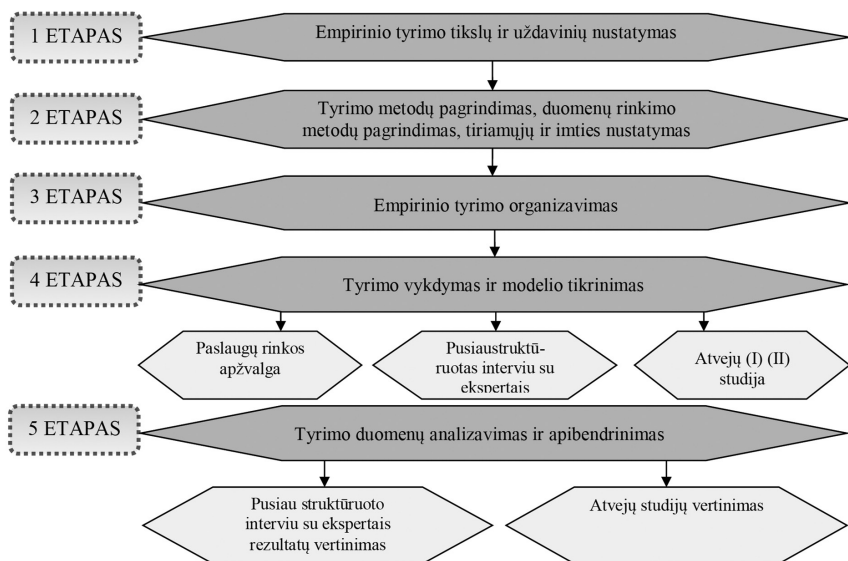 1 ETAPAS
Empirinio tyrimo tikslų ir uždavinių nustatymas
2 ETAPAS
Tyrimo metodų pagrindimas, duomenų rinkimo
metodų pagrindimas, tiriamųjų ir imties nustatymas
3 ETAPAS
Empirinio tyrimo organizavimas
4 ETAPAS
Tyrimo vykdymas ir modelio tikrinimas
Paslaugų rinkos
apžvalga
Pusiaustruktū-
ruotas interviu su
ekspertais
Atvejų (I) (II)
studija
5 ETAPAS
Tyrimo duomenų analizavimas ir apibendrinimas
Pusiau struktūruoto
interviu su ekspertais
rezultatų vertinimas
Atvejų studijų vertinimas